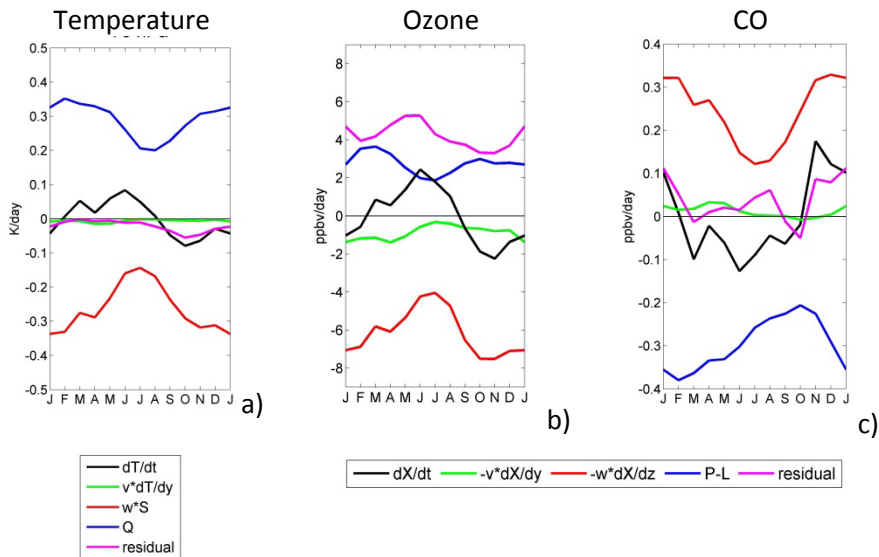 Temperature
Ozone
CO
0.5
0.4
0.3
0.2
0.1
0
-0.1
-0.2
-0.3
-0.4
-0.5
K/day
J F M A M J J A S O N D J
a)
8
6
4
2
0
-2
-4
-6
-8
ppbv/day
J F M A M J J A S O N D J
b)
0.4
0.3
0.2
0.1
0
-0.1
-0.2
-0.3
-0.4
ppbv/day
J F M A M J J A S O N D J
c)
dT/dt
v*dT/dy
w*S
Q
residual
dX/dt -v*dX/dy -w*dX/dz P-L residual